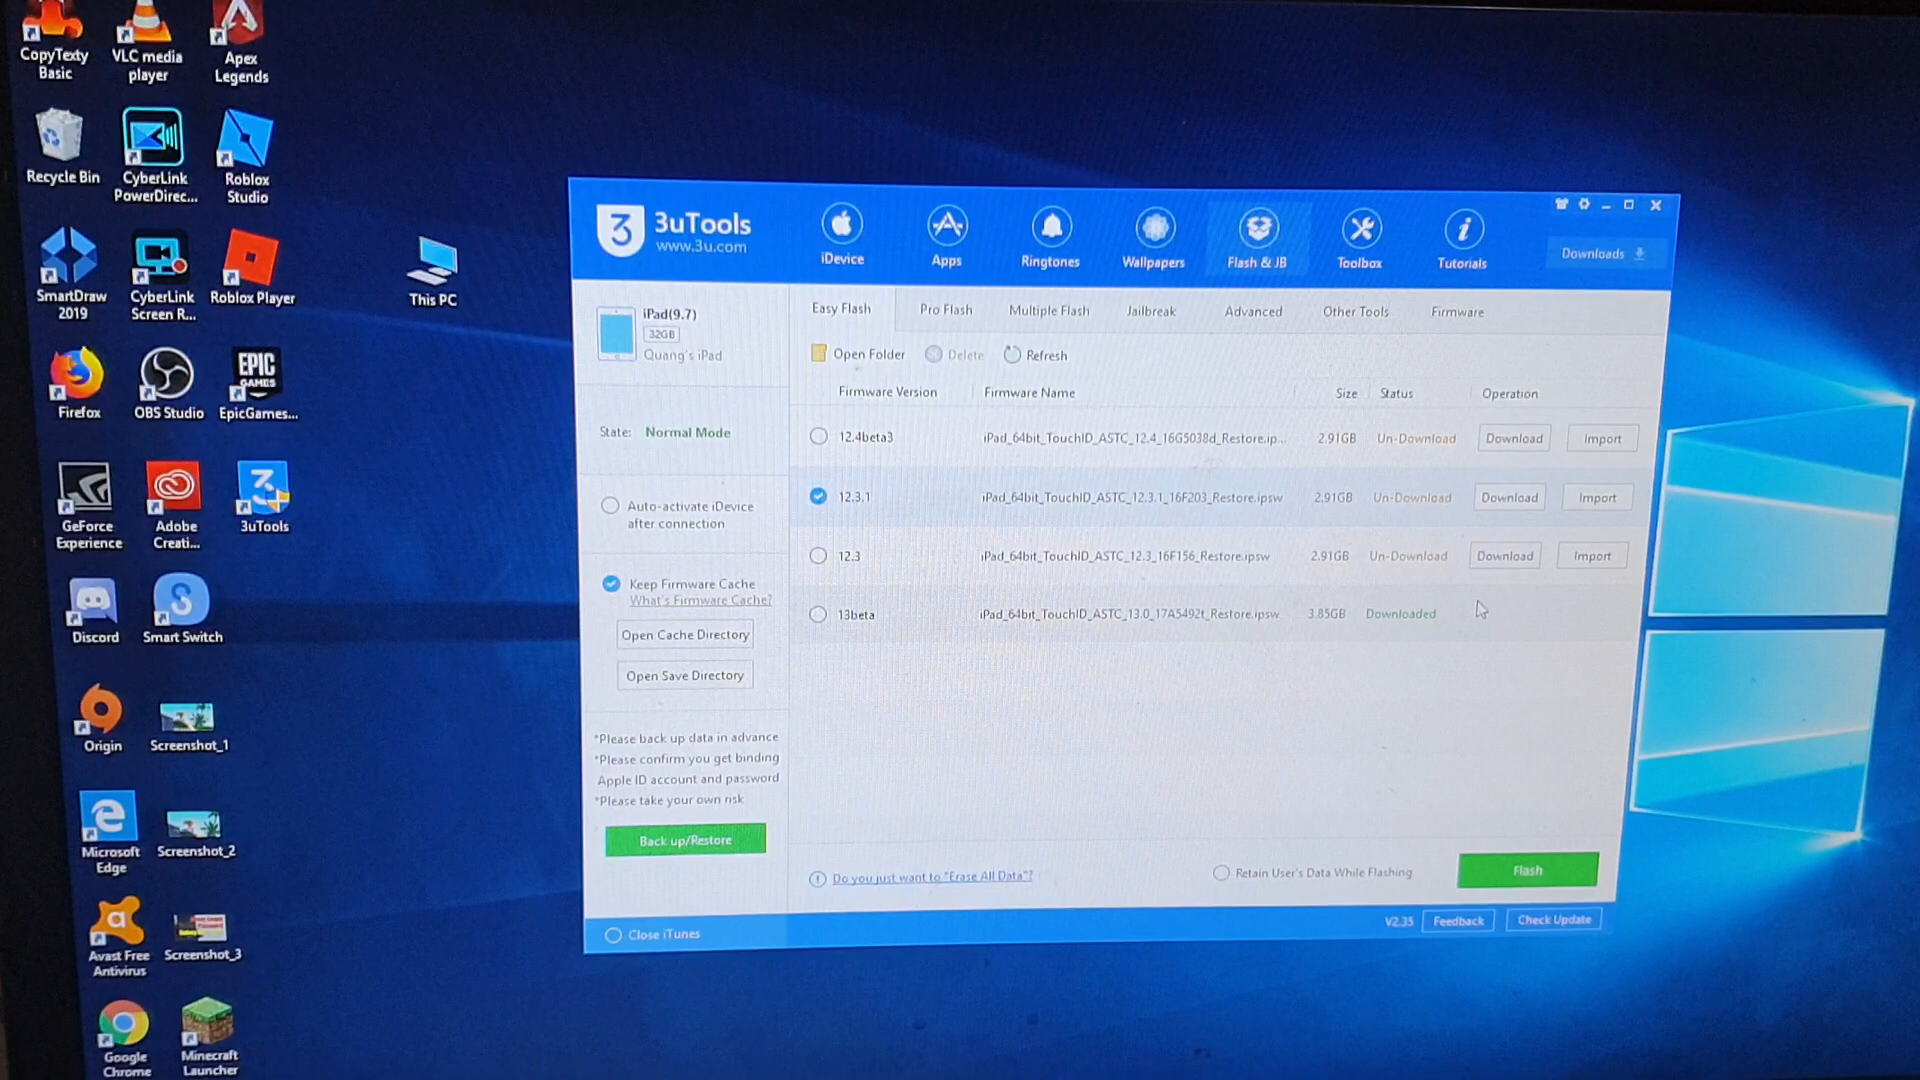 CopyTexty
Basic
VLC media
player
Apex
Legends
Recycle Bin
CyberLink
PowerDirec...
Roblox
Studio
SmartDraw
2019
CyberLink
Screen R...
Roblox Player
This PC
Firefox
OBS Studio
EPIC
GAMES
EpicGames...
GeForce
Experience
Adobe
Creati...
3uTools
Discord
Smart Switch
Origin
Screenshot_1
Microsoft
Edge
Screenshot_2
Avast Free
Antivirus
Screenshot_3
Google
Chrome
Minecraft
Launcher
3
3uTools
www.3u.com
iDevice
Apps
Ringtones
Wallpapers
Flash & JB
Toolbox
Tutorials
Downloads
iPad(9.7)
32GB
Quang's iPad
State: Normal Mode
Auto-activate iDevice
after connection
Keep Firmware Cache
What's Firmware Cache?
Open Cache Directory
Open Save Directory
*Please back up data in advance
*Please confirm you get binding
Apple ID account and password
*Please take your own risk
Back up/Restore
Easy Flash
Pro Flash
Multiple Flash
Jailbreak
Advanced
Other Tools
Firmware
Open Folder
Delete
Refresh
Firmware Version
Firmware Name
Size
Status
Operation
12.4beta3 iPad_64bit_TouchID_ASTC_12.4_16G5038d_Restore.ip... 2.91GB Un-Download Download Import
12.3.1 iPad_64bit_TouchID_ASTC_12.3.1_16F203_Restore.ipsw 2.91GB Un-Download Download Import
12.3 iPad_64bit_TouchID_ASTC_12.3_16F156_Restore.ipsw 2.91GB Un-Download Download Import
13beta iPad_64bit_TouchID_ASTC_13.0_17A5492t_Restore.ipsw 3.85GB Downloaded
Do you just want to "Erase All Data"?
Retain User's Data While Flashing
Flash
Close iTunes
V2.35
Feedback
Check Update